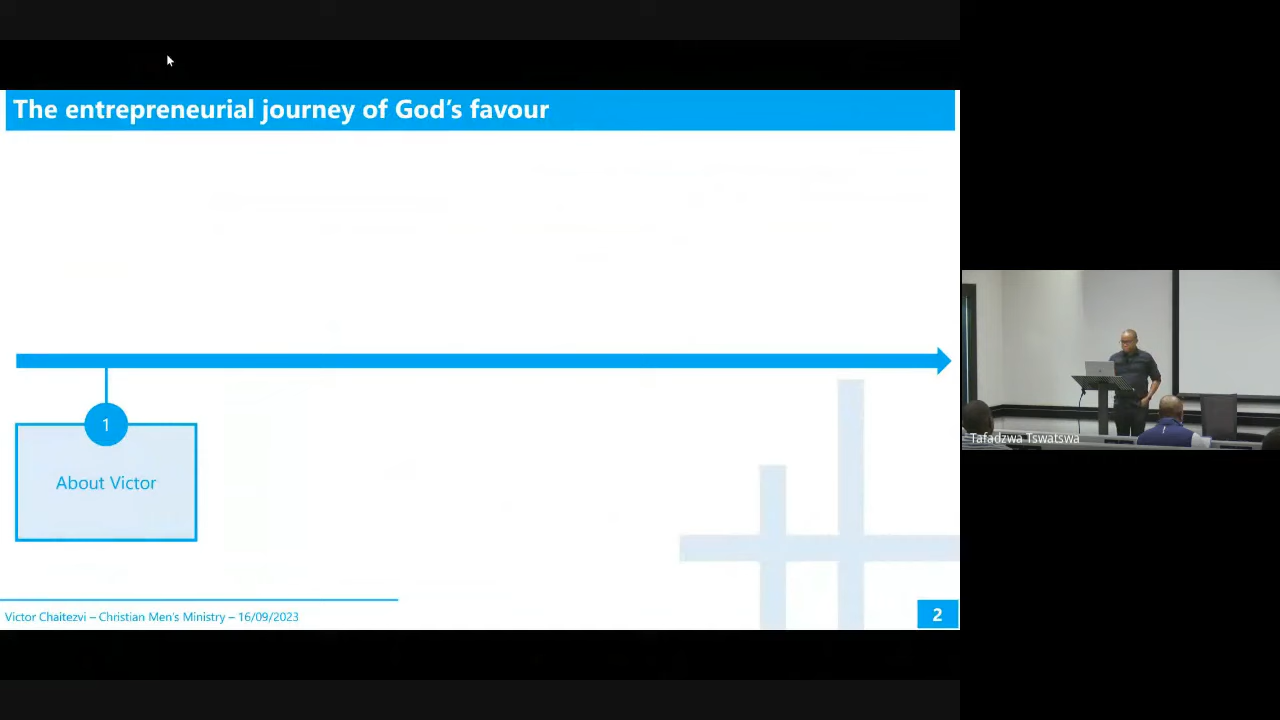 The entrepreneurial journey of God's favour
1
About Victor
Victor Chaitezvi – Christian Men's Ministry – 16/09/2023
2
Tafadzwa Tswatswa